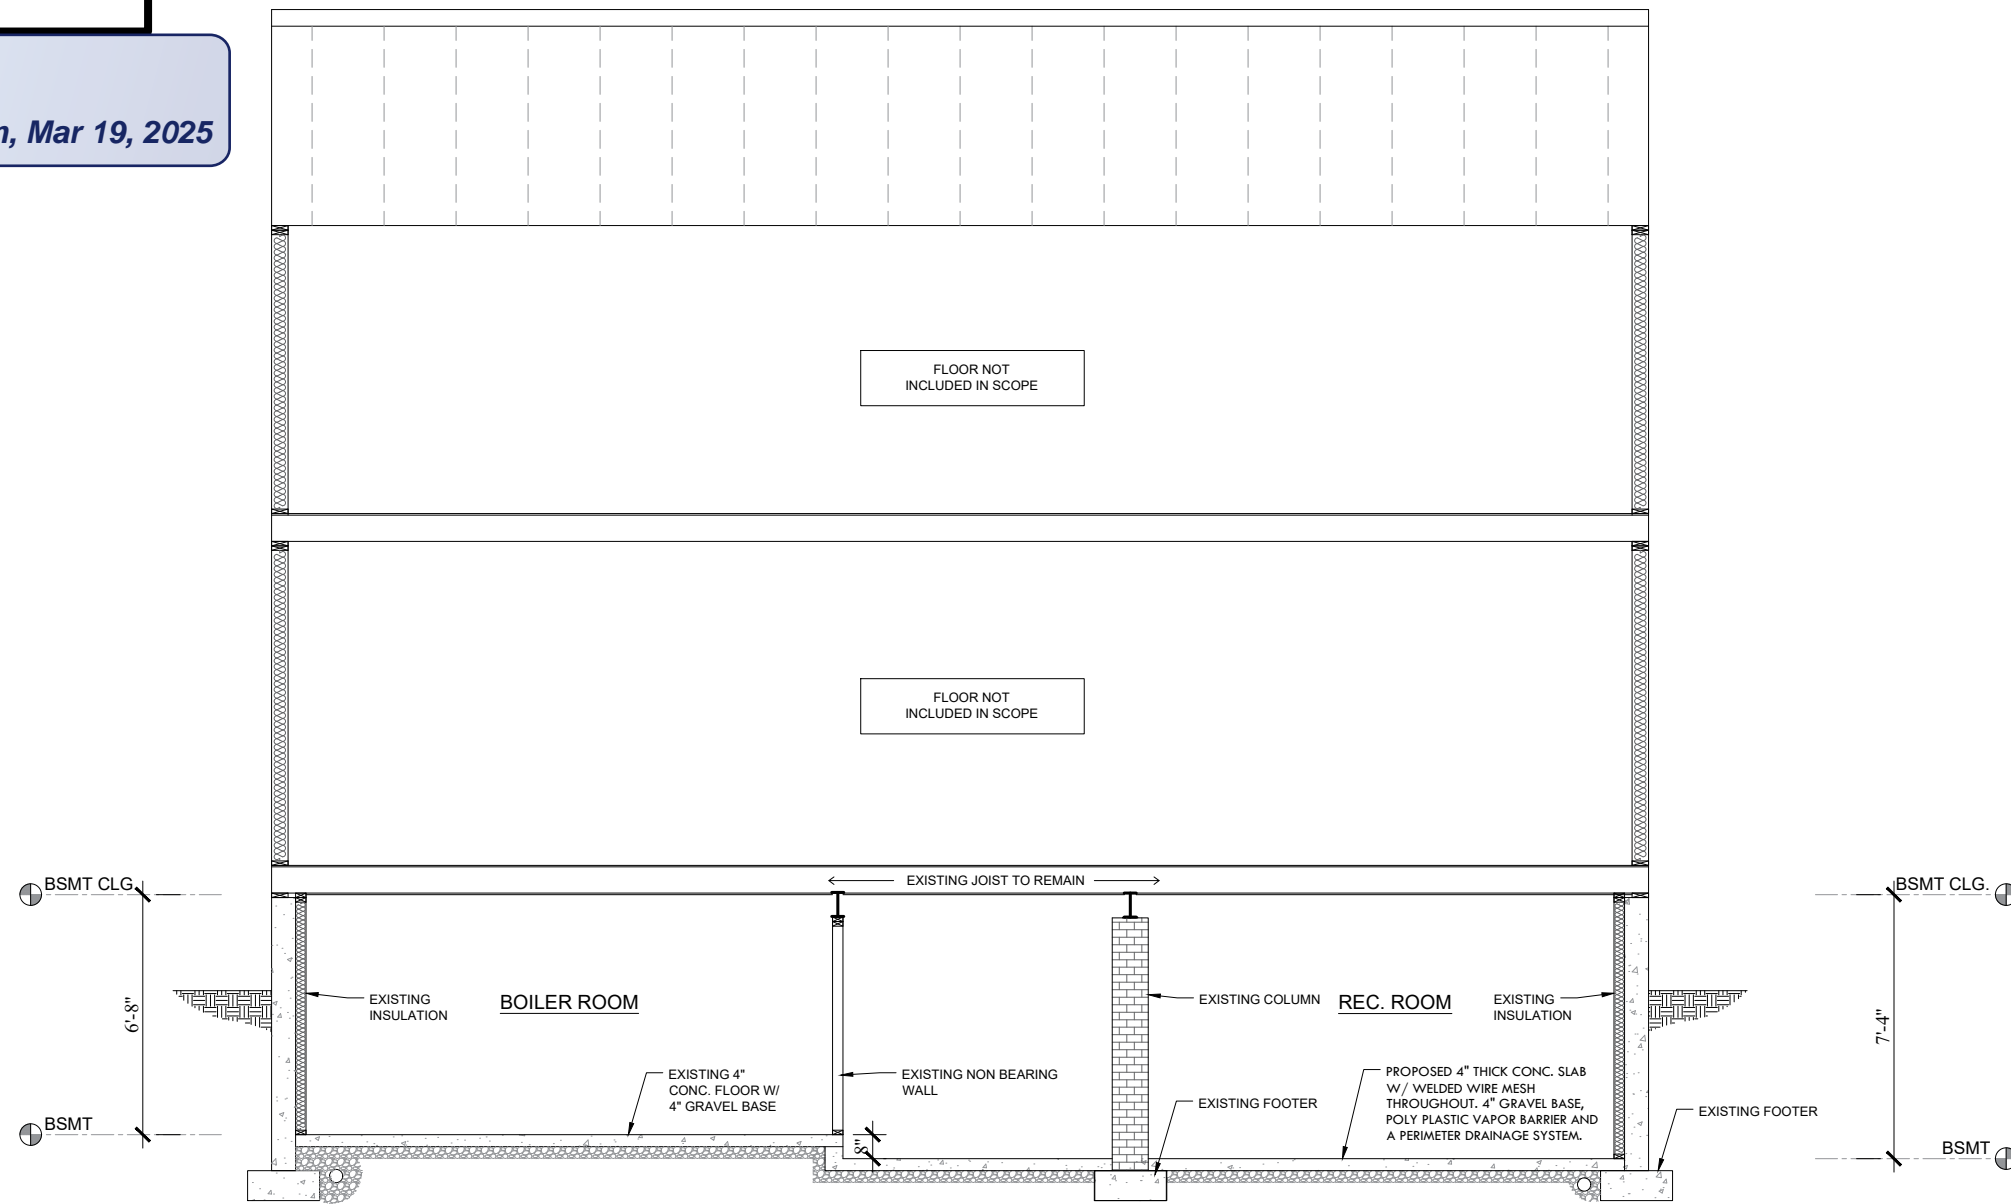 Mar 19, 2025
FLOOR NOT
INCLUDED IN SCOPE
FLOOR NOT
INCLUDED IN SCOPE
EXISTING JOIST TO REMAIN
BSMT CLG.
6'-8"
BSMT
EXISTING
INSULATION
BOILER ROOM
EXISTING 4"
CONC. FLOOR W/
4" GRAVEL BASE
EXISTING NON BEARING
WALL
8"
EXISTING COLUMN
EXISTING FOOTER
REC. ROOM
EXISTING
INSULATION
PROPOSED 4" THICK CONC. SLAB
W/ WELDED WIRE MESH
THROUGHOUT. 4" GRAVEL BASE,
POLY PLASTIC VAPOR BARRIER AND
A PERIMETER DRAINAGE SYSTEM.
EXISTING FOOTER
BSMT CLG.
7'-4"
BSMT